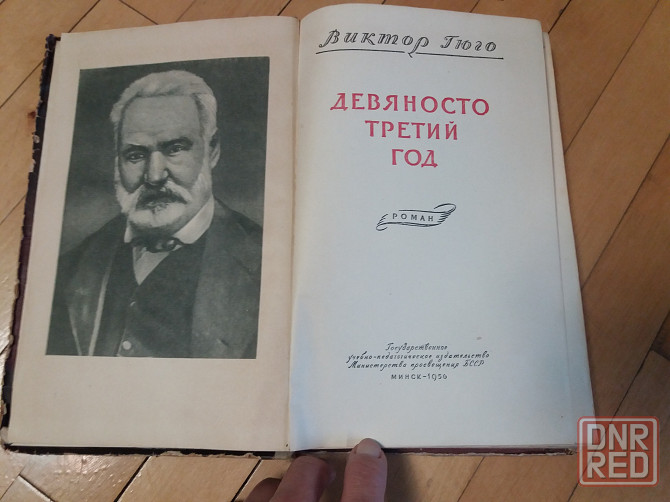 Виктор Гюго
ДЕВЯНОСТО
ТРЕТИЙ
ГОД
РОМАН
Государственное
учебно-педагогическое издательство
Министерства просвещения БССР
МИНСК—1956
DNR
RED